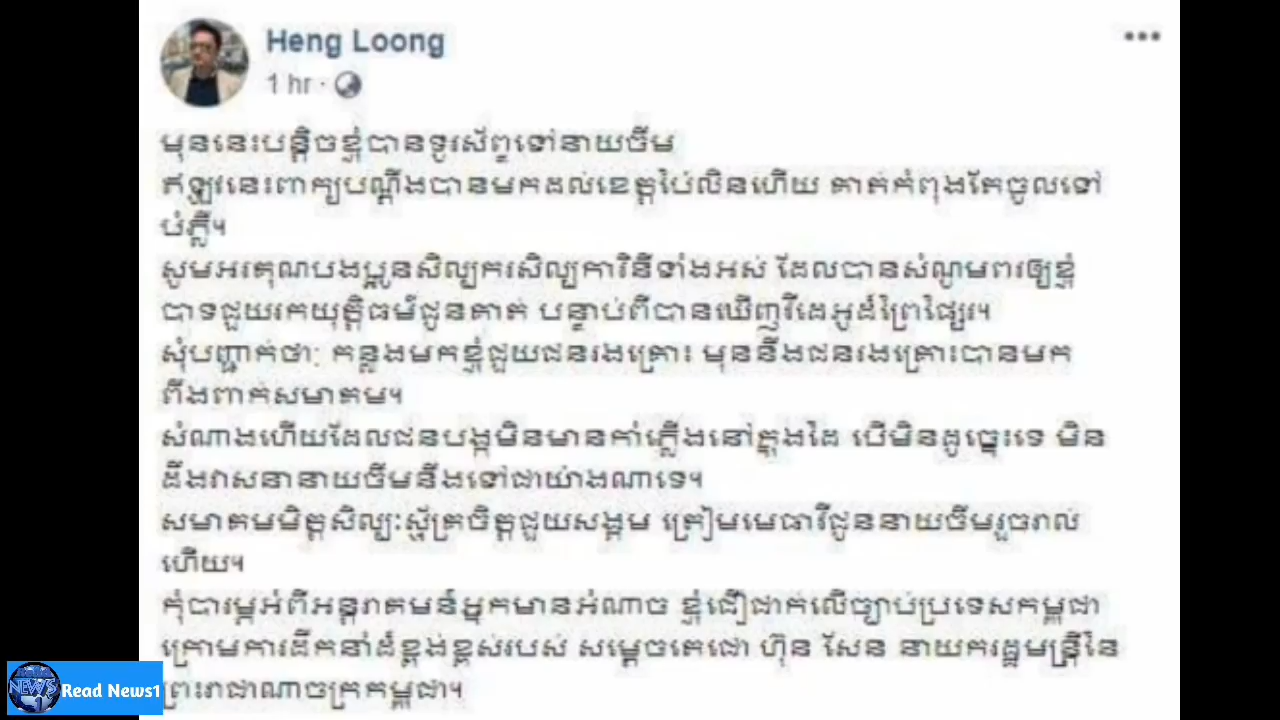 Heng Loong
1 hr ·
មុននេះបន្តិចខ្ញុំបានទូរស័ព្ទទៅនាយចឺម
ឥឡូវនេះពាក្យបណ្ដឹងបានមកដល់ខេត្តប៉ៃលិនហើយ គាត់កំពុងតែចូលទៅ
បំភ្លឺ។
សូមអរគុណបងប្អូនសិល្បករសិល្បការិនីទាំងអស់ ដែលបានសំណូមពរឲ្យខ្ញុំ
បាទជួយរកយុត្តិធម៌ជូនគាត់ បន្ទាប់ពីបានឃើញវីដេអូដ៏ព្រៃផ្សៃរ។
សុំបញ្ជាក់ថា: កន្លងមកខ្ញុំជួយជនរងគ្រោះ មុននឹងជនរងគ្រោះបានមក
ពឹងពាក់សមាគម។
សំណាងហើយដែលជនបង្កមិនមានកាំភ្លើងនៅក្នុងដៃ បើមិនដូច្នេះទេ មិន
ដឹងវាសនានាយចឺមនឹងទៅជាយ៉ាងណាទេ។
សមាគមមិត្តសិល្បៈស្ម័គ្រចិត្តជួយសង្គម ត្រៀមមេធាវីជូននាយចឺមរួចរាល់
ហើយ។
កុំបារម្ភអំពីអន្តរាគមន៍អ្នកមានអំណាច ខ្ញុំជឿជាក់លើច្បាប់ប្រទេសកម្ពុជា
ក្រោមការដឹកនាំដ៏ខ្ពង់ខ្ពស់របស់ សម្ដេចតេជោ ហ៊ុន សែន នាយករដ្ឋមន្ត្រីនៃ
ព្រះរាជាណាចក្រកម្ពុជា។
NEWS
1
Read News1